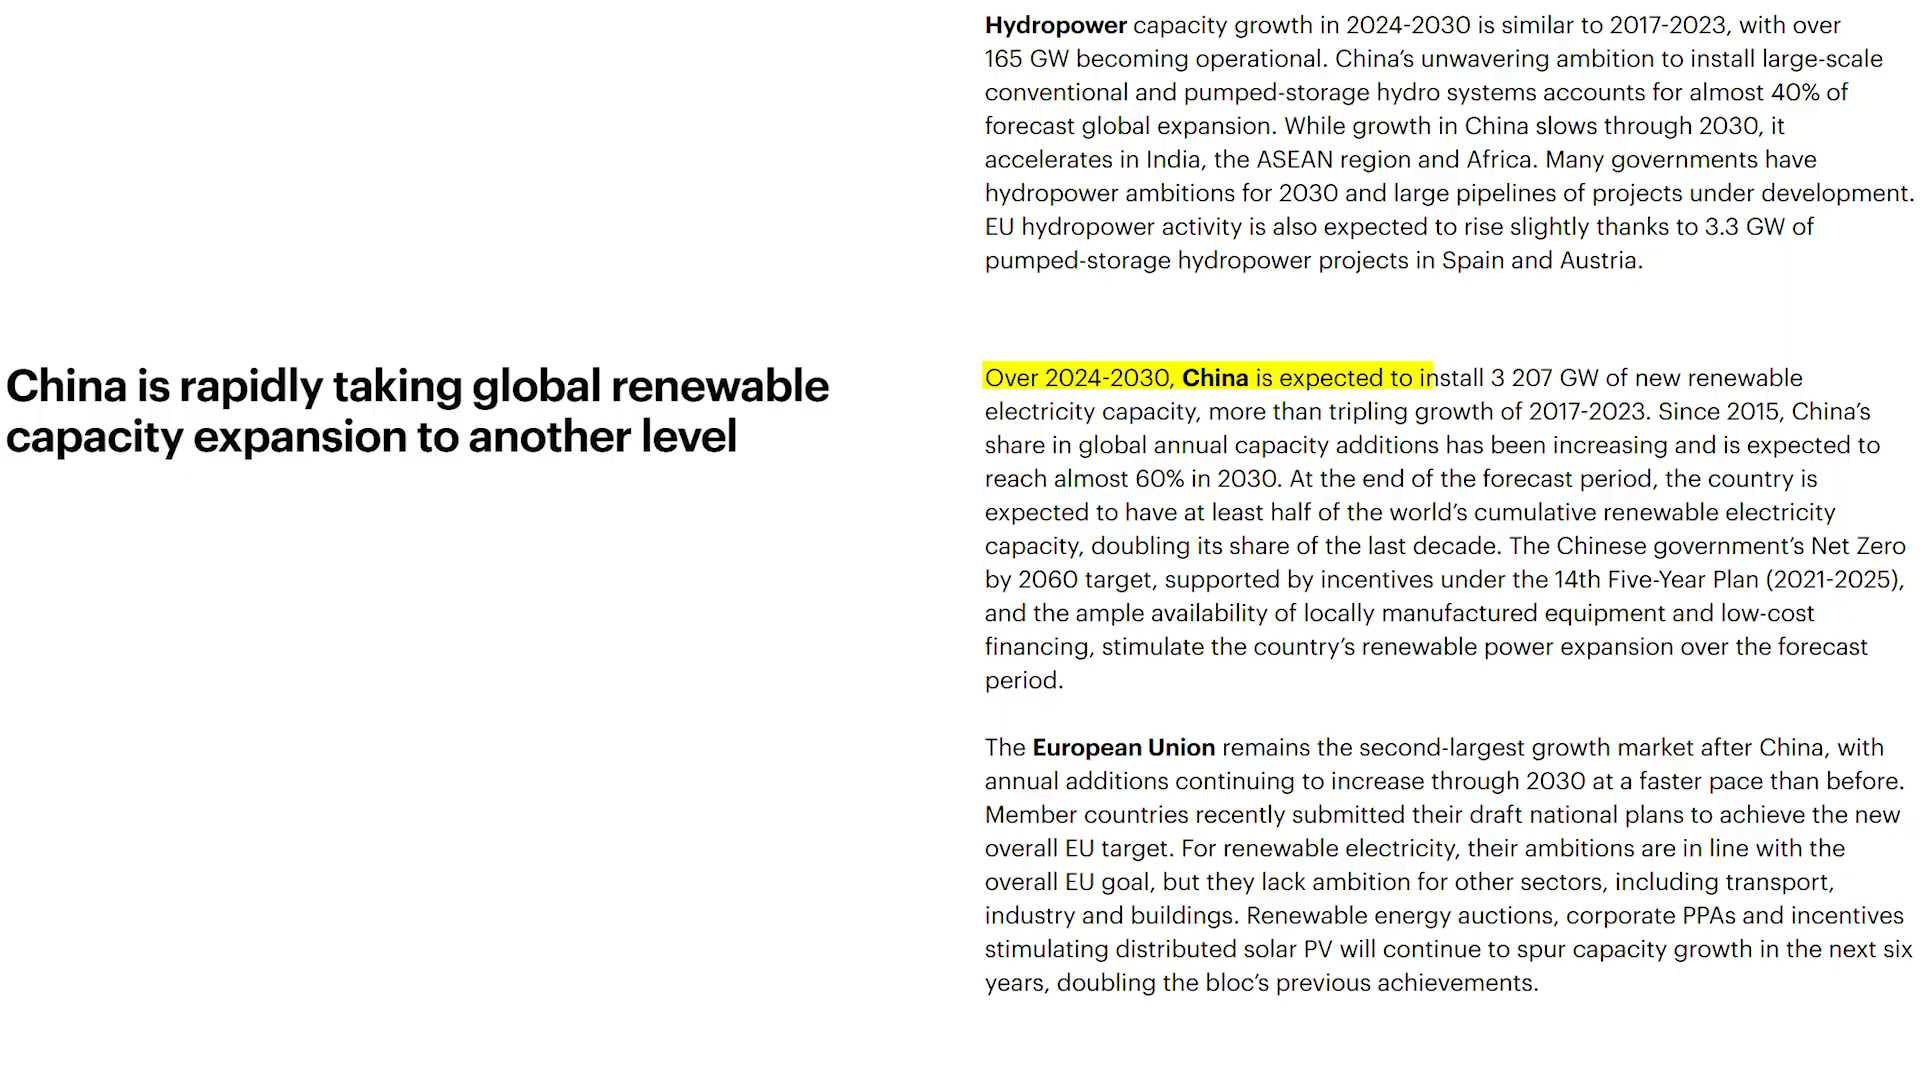 Hydropower capacity growth in 2024-2030 is similar to 2017-2023, with over
165 GW becoming operational. China’s unwavering ambition to install large-scale
conventional and pumped-storage hydro systems accounts for almost 40% of
forecast global expansion. While growth in China slows through 2030, it
accelerates in India, the ASEAN region and Africa. Many governments have
hydropower ambitions for 2030 and large pipelines of projects under development.
EU hydropower activity is also expected to rise slightly thanks to 3.3 GW of
pumped-storage hydropower projects in Spain and Austria.
China is rapidly taking global renewable
capacity expansion to another level
Over 2024-2030, China is expected to install 3 207 GW of new renewable
electricity capacity, more than tripling growth of 2017-2023. Since 2015, China’s
share in global annual capacity additions has been increasing and is expected to
reach almost 60% in 2030. At the end of the forecast period, the country is
expected to have at least half of the world’s cumulative renewable electricity
capacity, doubling its share of the last decade. The Chinese government’s Net Zero
by 2060 target, supported by incentives under the 14th Five-Year Plan (2021-2025),
and the ample availability of locally manufactured equipment and low-cost
financing, stimulate the country’s renewable power expansion over the forecast
period.
The European Union remains the second-largest growth market after China, with
annual additions continuing to increase through 2030 at a faster pace than before.
Member countries recently submitted their draft national plans to achieve the new
overall EU target. For renewable electricity, their ambitions are in line with the
overall EU goal, but they lack ambition for other sectors, including transport,
industry and buildings. Renewable energy auctions, corporate PPAs and incentives
stimulating distributed solar PV will continue to spur capacity growth in the next six
years, doubling the bloc’s previous achievements.